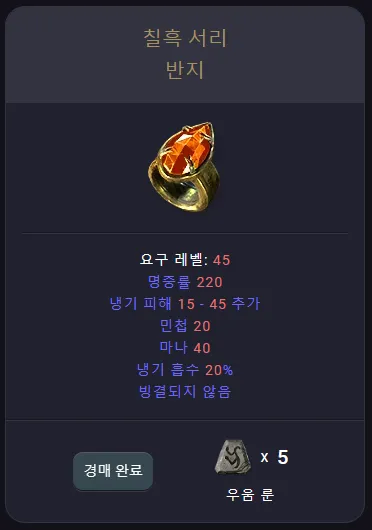 칠흑 서리
반지
요구 레벨: 45
명중률 220
냉기 피해 15 - 45 추가
민첩 20
마나 40
냉기 흡수 20%
빙결되지 않음
경매 완료
x 5
우움 룬